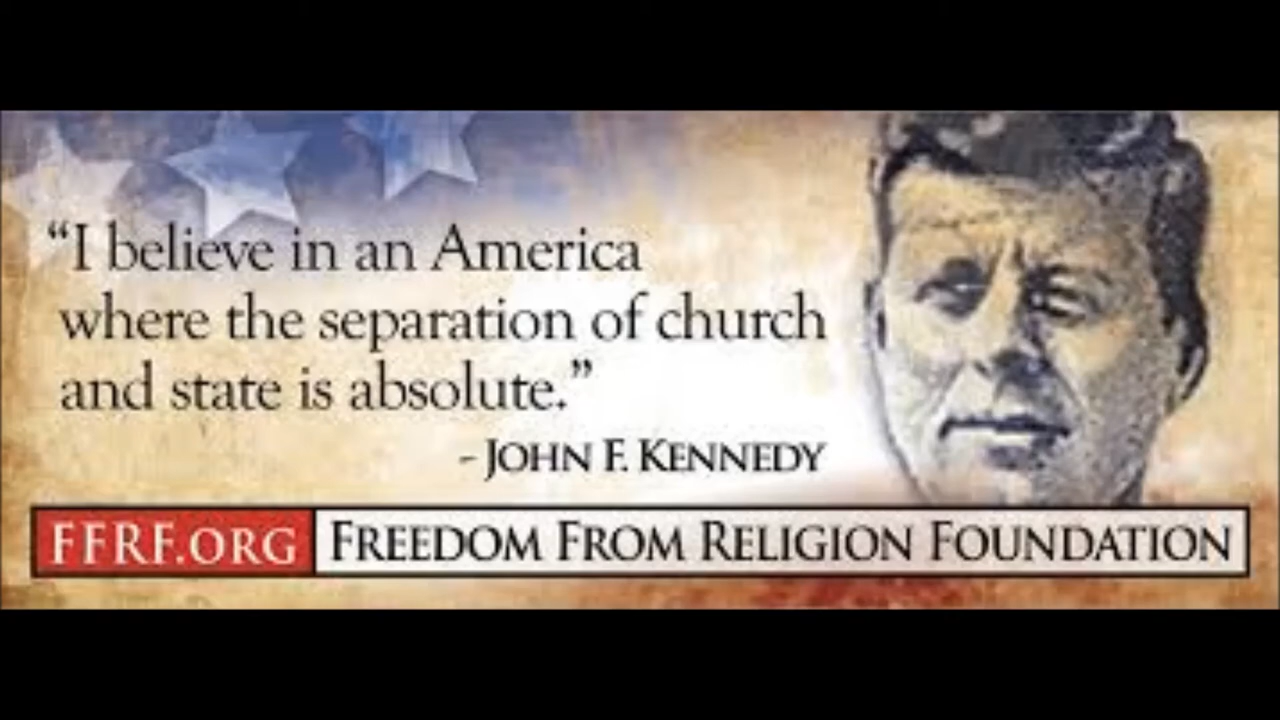 “I believe in an America
where the separation of church
and state is absolute.”
- JOHN F. KENNEDY
FFRF.ORG FREEDOM FROM RELIGION FOUNDATION